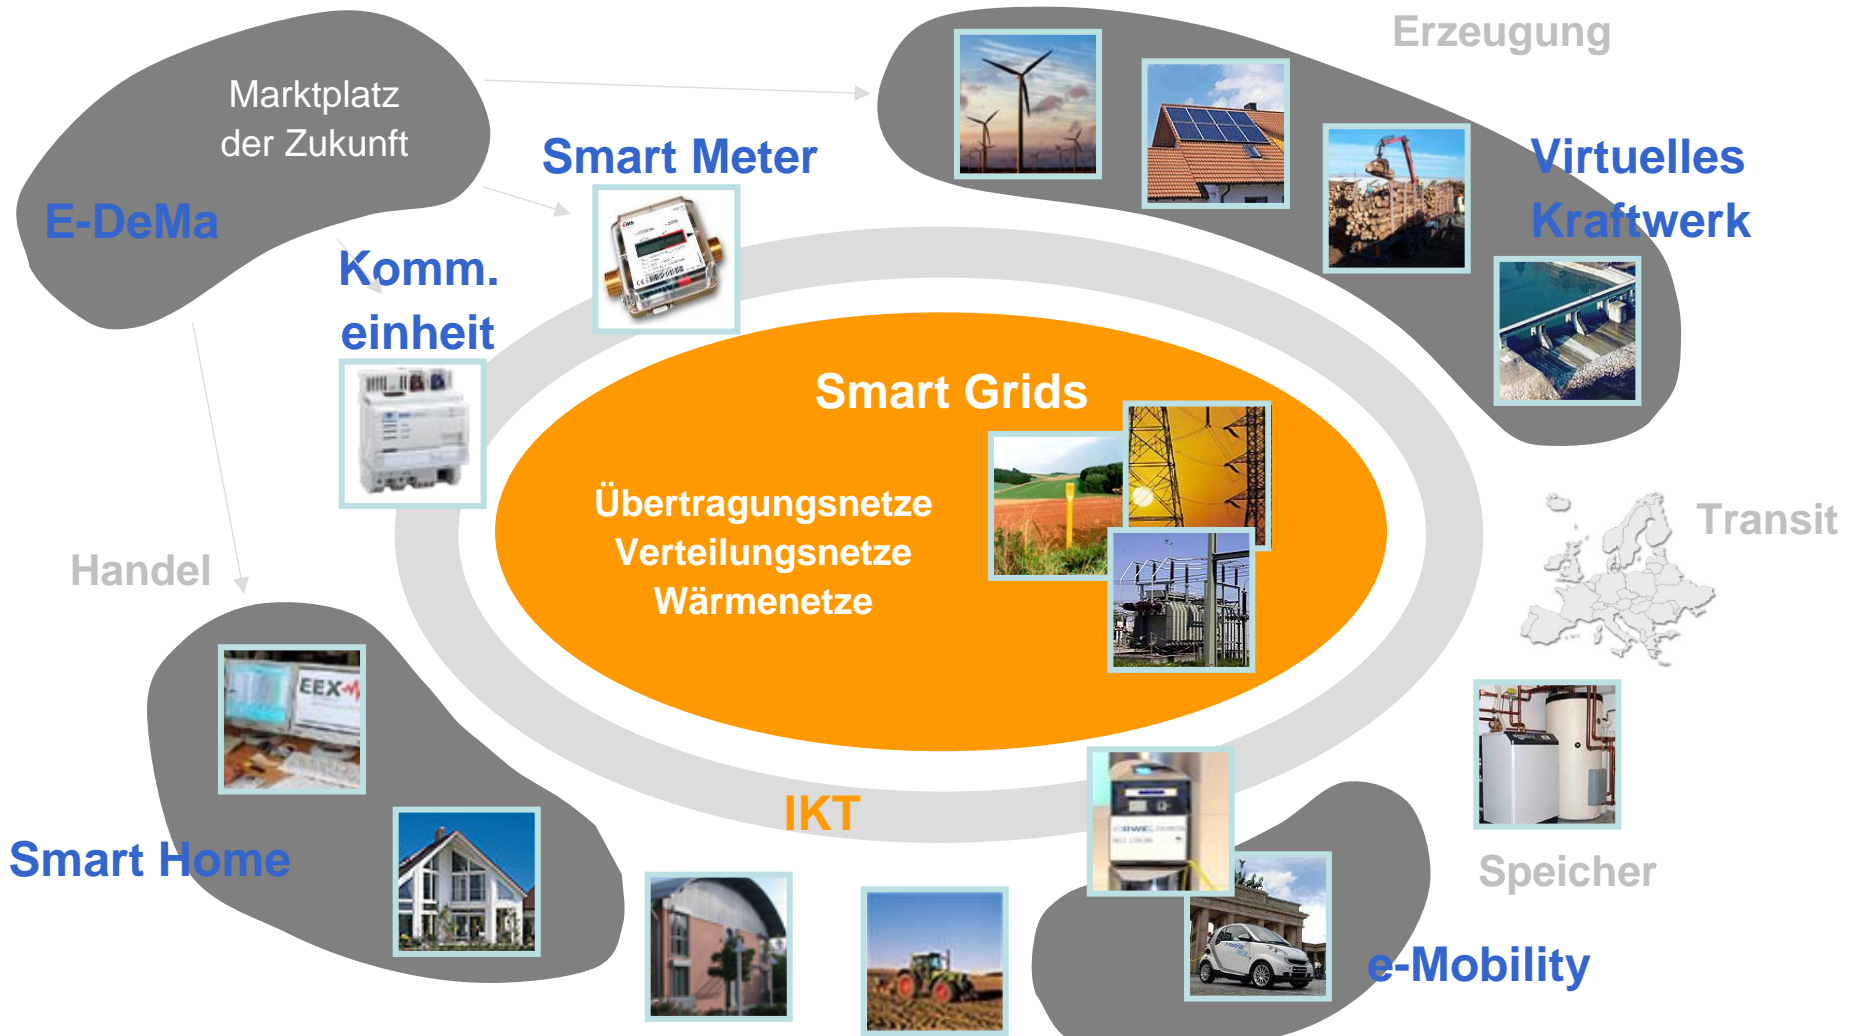 Erzeugung
Marktplatz
der Zukunft
E-DeMa
Smart Meter
Virtuelles
Kraftwerk
Komm.
einheit
Smart Grids
Übertragungsnetze
Verteilungsnetze
Wärmenetze
Transit
Handel
EEX
IKT
Smart Home
Speicher
e-Mobility